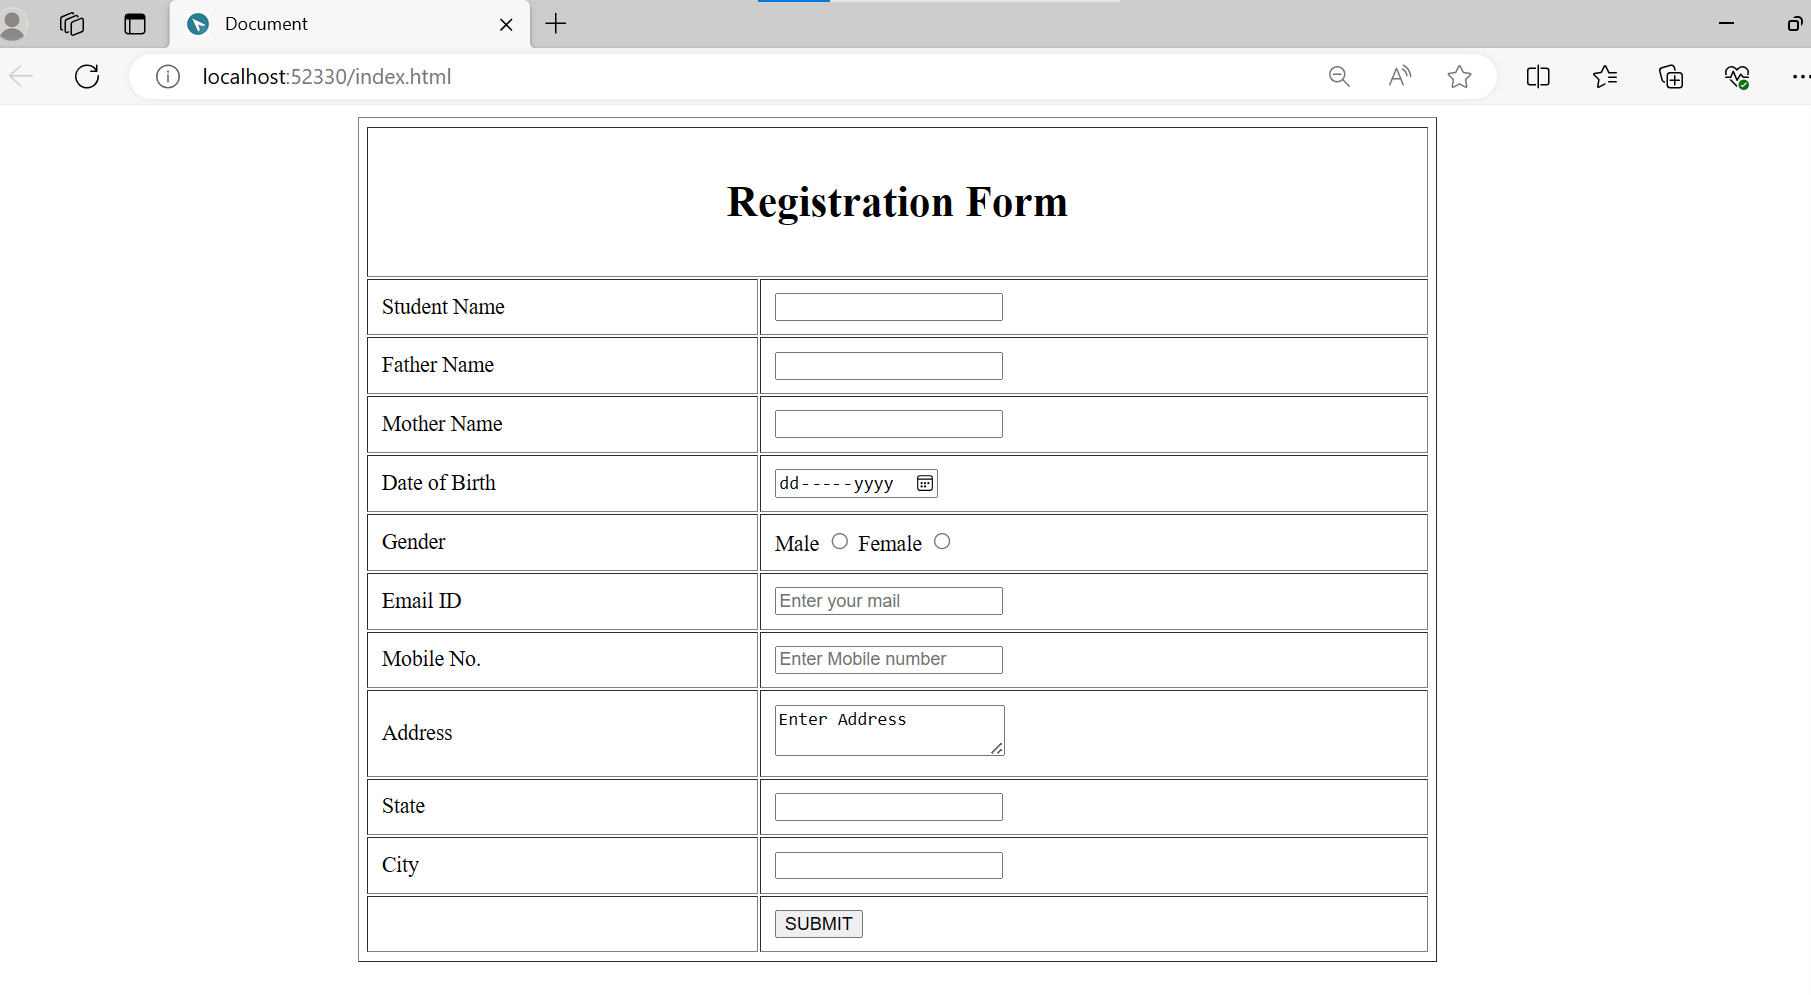 Document
localhost:52330/index.html
Registration Form
Student Name
Father Name
Mother Name
Date of Birth dd-----yyyy
Gender Male Female
Email ID Enter your mail
Mobile No. Enter Mobile number
Address Enter Address
State
City
SUBMIT